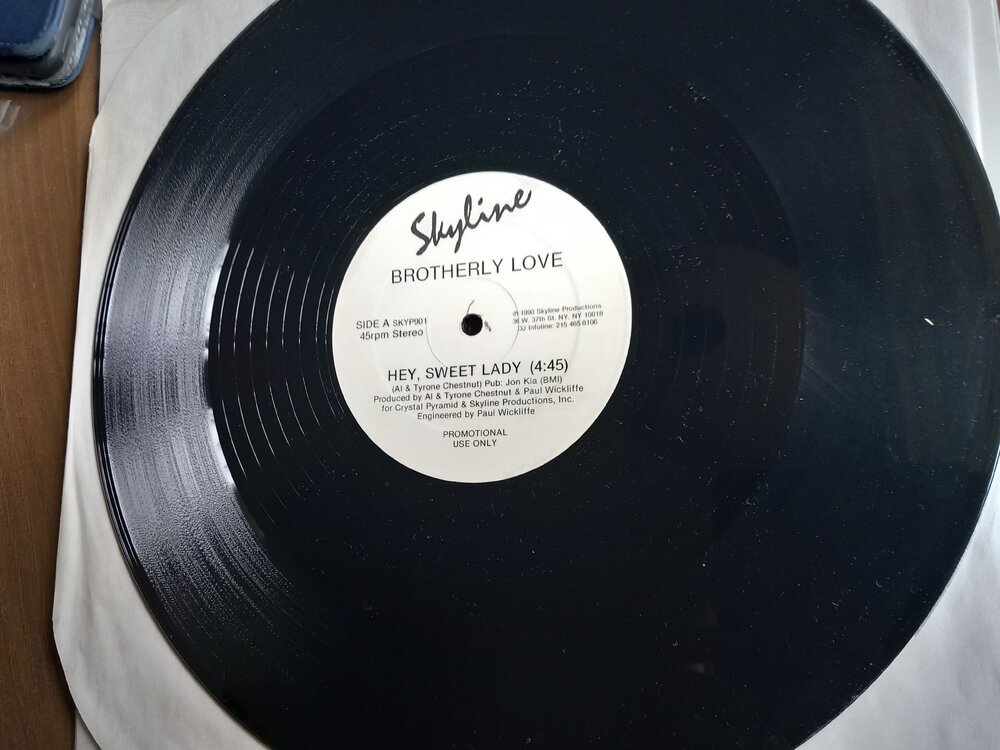 Skyline
BROTHERLY LOVE
SIDE A SKYP901
45rpm Stereo
℗ 1990 Skyline Productions
36 W. 37th St. NY, NY 10018
DJ Infoline: 215 465-8106
HEY, SWEET LADY (4:45)
(Al & Tyrone Chestnut) Pub: Jon Kia (BMI)
Produced by Al & Tyrone Chestnut & Paul Wickliffe
for Crystal Pyramid & Skyline Productions, Inc.
Engineered by Paul Wickliffe
PROMOTIONAL
USE ONLY